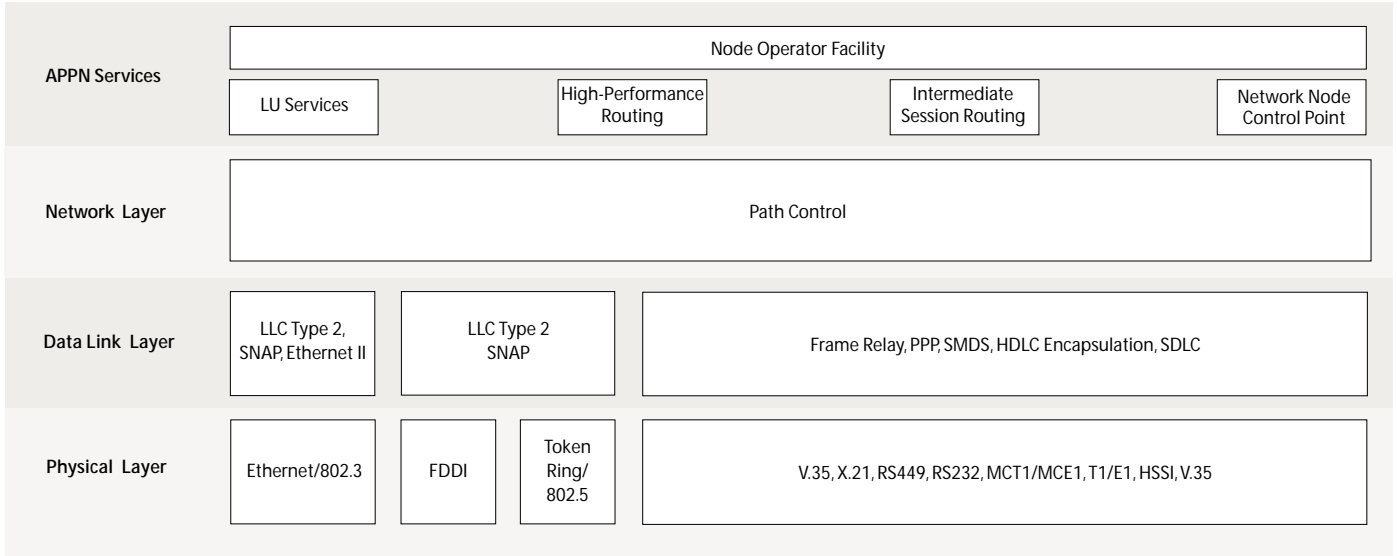 APPN Services
Node Operator Facility
LU Services
High-Performance
Routing
Intermediate
Session Routing
Network Node
Control Point
Network Layer
Path Control
Data Link Layer
LLC Type 2,
SNAP, Ethernet II
LLC Type 2
SNAP
Frame Relay, PPP, SMDS, HDLC Encapsulation, SDLC
Physical Layer
Ethernet/802.3
FDDI
Token
Ring/
802.5
V.35, X.21, RS449, RS232, MCT1/MCE1, T1/E1, HSSI, V.35